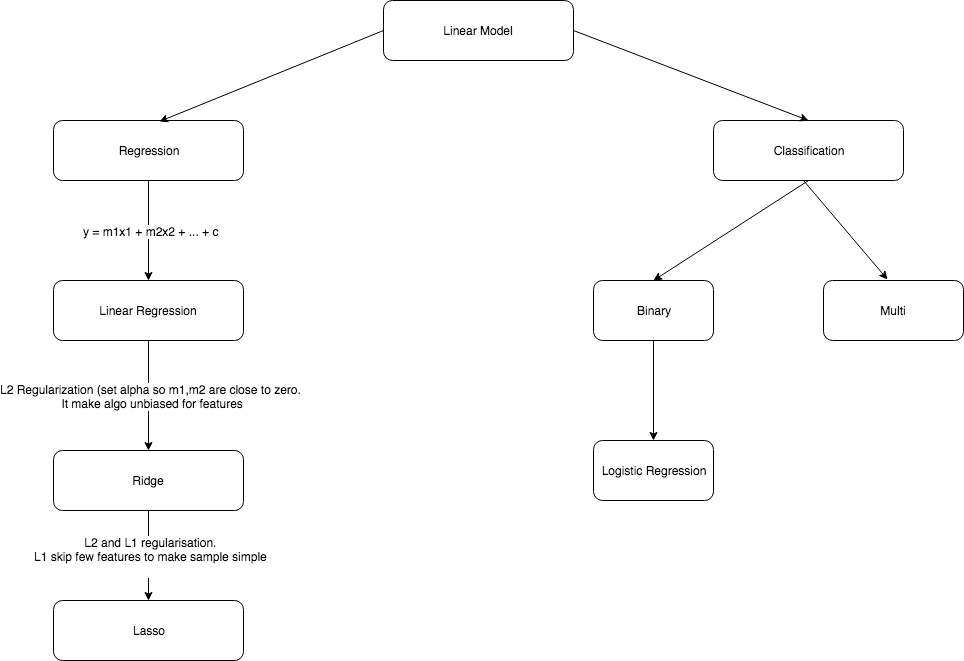 Linear Model
Regression
Classification
y = m1x1 + m2x2 + ... + c
Linear Regression
Binary
Multi
L2 Regularization (set alpha so m1,m2 are close to zero.
It make algo unbiased for features
Ridge
Logistic Regression
L2 and L1 regularisation.
L1 skip few features to make sample simple
Lasso